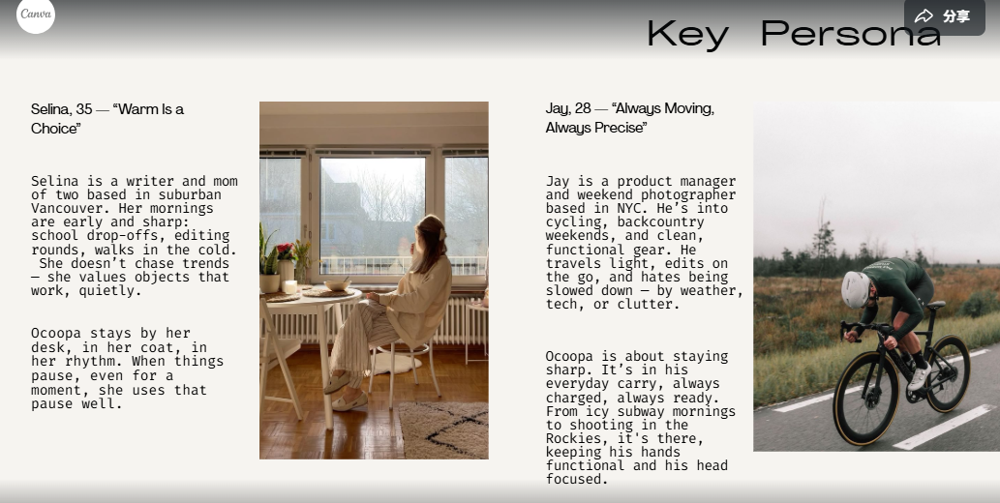 Canva
分享
Key Persona
Selina, 35 — “Warm Is a
Choice”
Selina is a writer and mom
of two based in suburban
Vancouver. Her mornings
are early and sharp:
school drop-offs, editing
rounds, walks in the cold.
She doesn’t chase trends
— she values objects that
work, quietly.
Ocoopa stays by her
desk, in her coat, in
her rhythm. When things
pause, even for a
moment, she uses that
pause well.
Jay, 28 — “Always Moving,
Always Precise”
Jay is a product manager
and weekend photographer
based in NYC. He’s into
cycling, backcountry
weekends, and clean,
functional gear. He
travels light, edits on
the go, and hates being
slowed down — by weather,
tech, or clutter.
Ocoopa is about staying
sharp. It’s in his
everyday carry, always
charged, always ready.
From icy subway mornings
to shooting in the
Rockies, it's there,
keeping his hands
functional and his head
focused.